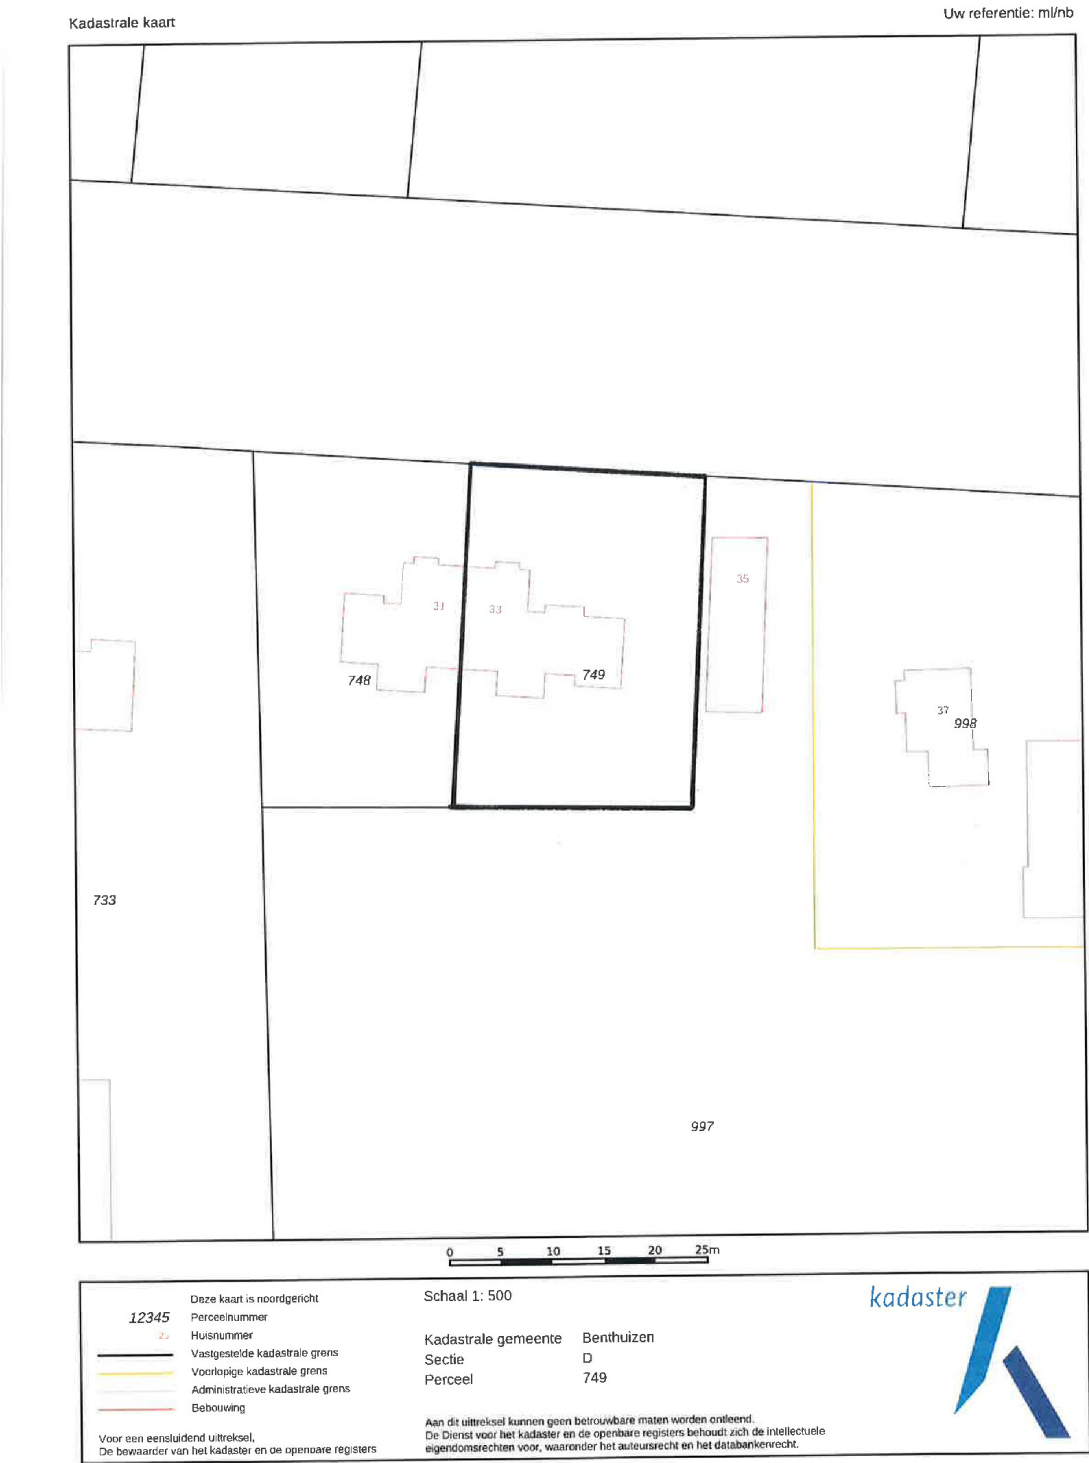 Kadastrale kaart
Uw referentie: ml/nb
35
31
33
749
748
37
998
733
997
0 5 10 15 20 25m
Deze kaart is noordgericht
12345 Perceelnummer
Huisnummer
Vastgestelde kadastrale grens
Voorlopige kadastrale grens
Administratieve kadastrale grens
Bebouwing
Voor een eensluidend uittreksel,
De bewaarder van het kadaster en de openbare registers
Schaal 1: 500
Kadastrale gemeente Benthuizen
Sectie D
Perceel 749
Aan dit uittreksel kunnen geen betrouwbare maten worden ontleend.
De Dienst voor het kadaster en de openbare registers behoudt zich de intellectuele
eigendomsrechten voor, waaronder het auteursrecht en het databankenrecht.
kadaster